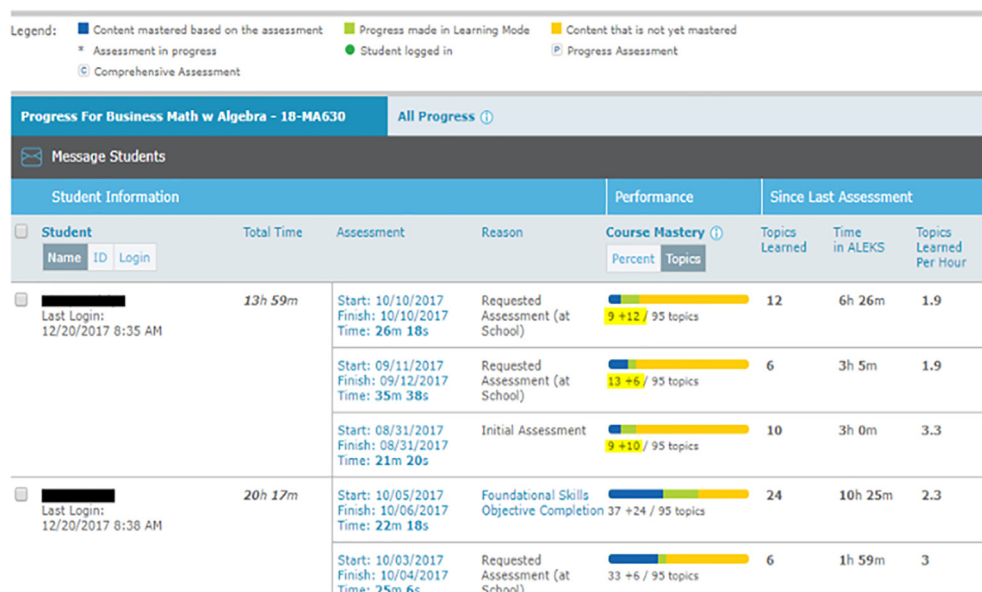 Legend: Content mastered based on the assessment Progress made in Learning Mode Content that is not yet mastered
* Assessment in progress Student logged in P Progress Assessment
C Comprehensive Assessment
Progress For Business Math w Algebra - 18-MA630 All Progress
Message Students
Student Information Performance Since Last Assessment
Student Total Time Assessment Reason Course Mastery Topics Learned Time in ALEKS Topics Learned Per Hour
Name ID Login Percent Topics
13h 59m Start: 10/10/2017 Requested 12 6h 26m 1.9
Last Login: Finish: 10/10/2017 Assessment (at 9 +12 / 95 topics
12/20/2017 8:35 AM Time: 26m 18s School)
Start: 09/11/2017 Requested 6 3h 5m 1.9
Finish: 09/12/2017 Assessment (at 13 +6 / 95 topics
Time: 35m 38s School)
Start: 08/31/2017 Initial Assessment 10 3h 0m 3.3
Finish: 08/31/2017 9 +10 / 95 topics
Time: 21m 20s
20h 17m Start: 10/05/2017 Foundational Skills 24 10h 25m 2.3
Last Login: Finish: 10/06/2017 Objective Completion 37 +24 / 95 topics
12/20/2017 8:38 AM Time: 22m 18s
Start: 10/03/2017 Requested 6 1h 59m 3
Finish: 10/04/2017 Assessment (at 33 +6 / 95 topics
Time: 25m 6s School)